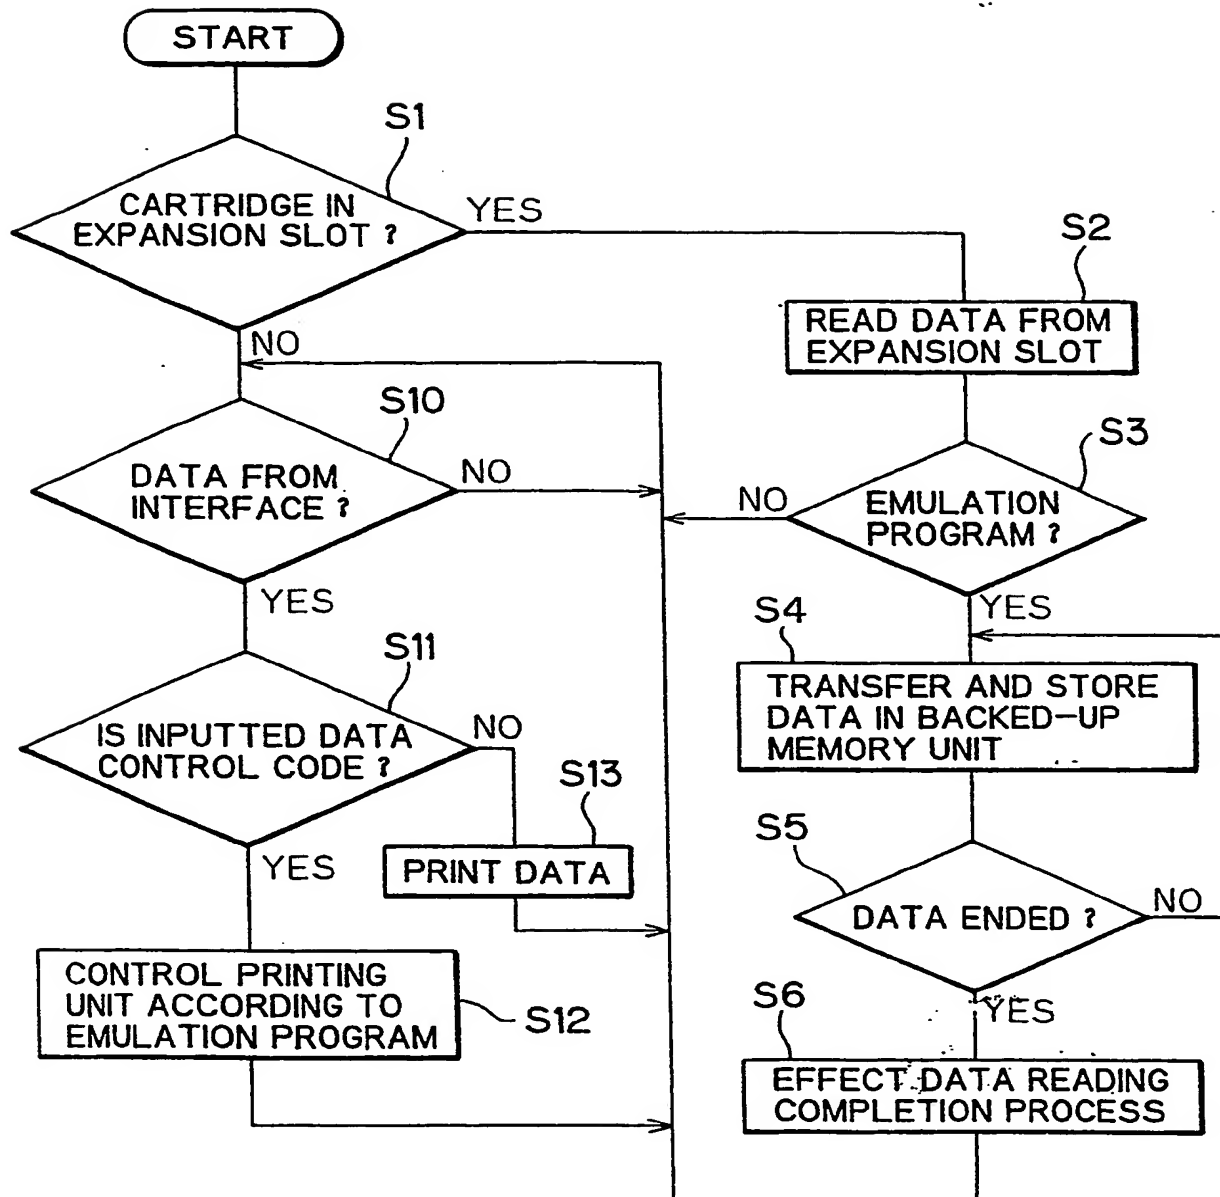 START
S1
CARTRIDGE IN
EXPANSION SLOT ?
YES
NO
S2
READ DATA FROM
EXPANSION SLOT
S10
DATA FROM
INTERFACE ?
NO
YES
S3
EMULATION
PROGRAM ?
NO
YES
S4
TRANSFER AND STORE
DATA IN BACKED-UP
MEMORY UNIT
S11
IS INPUTTED DATA
CONTROL CODE ?
NO
YES
S13
PRINT DATA
S5
DATA ENDED ?
NO
YES
CONTROL PRINTING
UNIT ACCORDING TO
EMULATION PROGRAM
S12
S6
EFFECT DATA READING
COMPLETION PROCESS